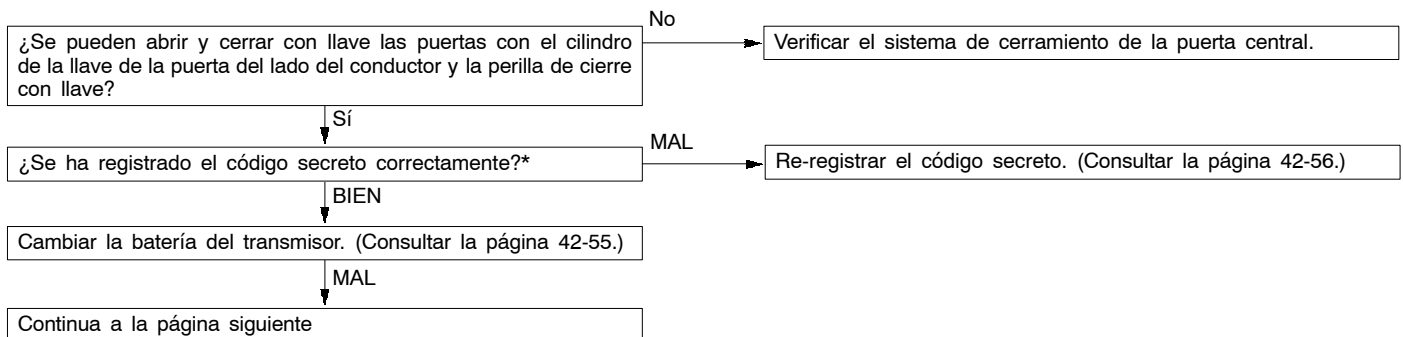 ¿Se pueden abrir y cerrar con llave las puertas con el cilindro
de la llave de la puerta del lado del conductor y la perilla de cierre
con llave?
No
Verificar el sistema de cerramiento de la puerta central.
Sí
¿Se ha registrado el código secreto correctamente?*
MAL
Re-registrar el código secreto. (Consultar la página 42-56.)
BIEN
Cambiar la batería del transmisor. (Consultar la página 42-55.)
MAL
Continua a la página siguiente